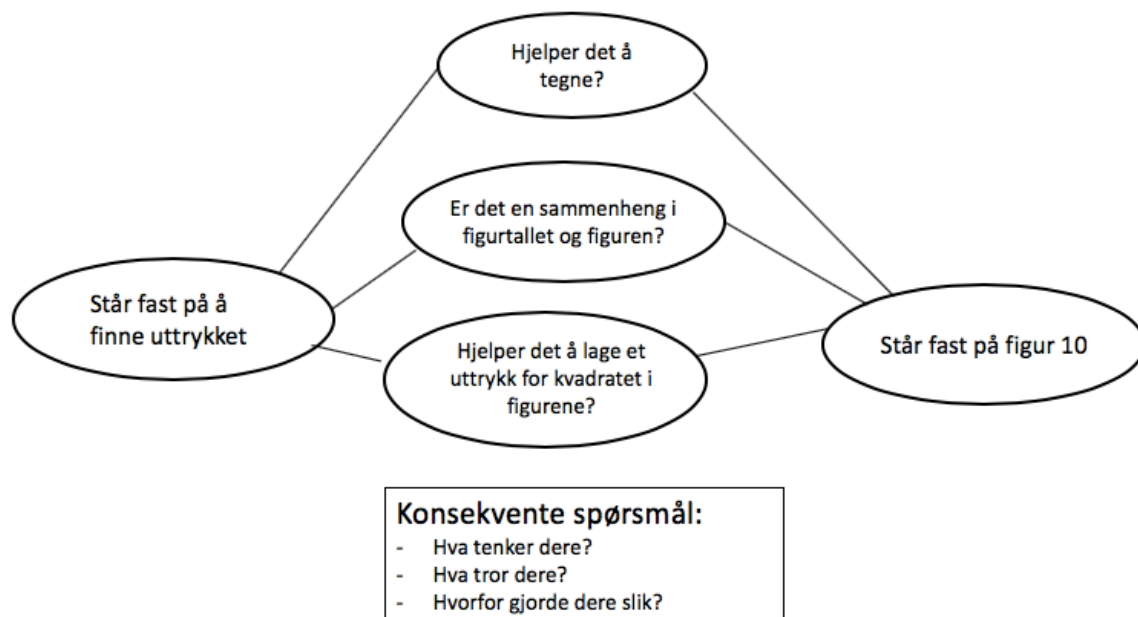 Hjelper det å
tegne?
Er det en sammenheng i
figurtallet og figuren?
Står fast på å
finne uttrykket
Hjelper det å lage et
uttrykk for kvadratet i
figurene?
Står fast på figur 10
Konsekvente spørsmål:
- Hva tenker dere?
- Hva tror dere?
- Hvorfor gjorde dere slik?